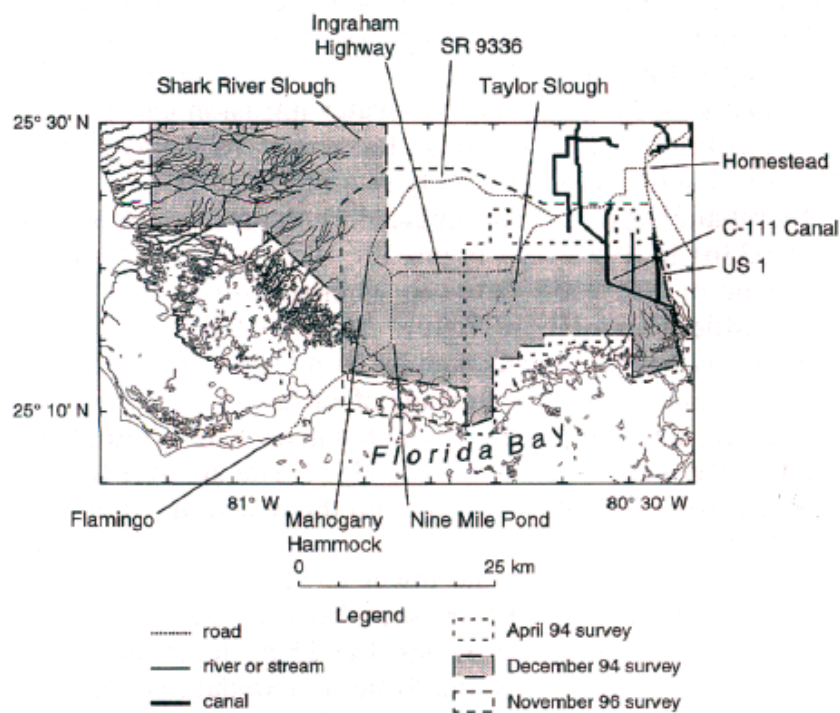 Ingraham
Highway
SR 9336
Shark River Slough
Taylor Slough
25° 30' N
Homestead
C-111 Canal
US 1
25° 10' N
Florida Bay
81° W
80° 30' W
Flamingo
Mahogany
Hammock
Nine Mile Pond
0 25 km
Legend
road
April 94 survey
river or stream
December 94 survey
canal
November 96 survey